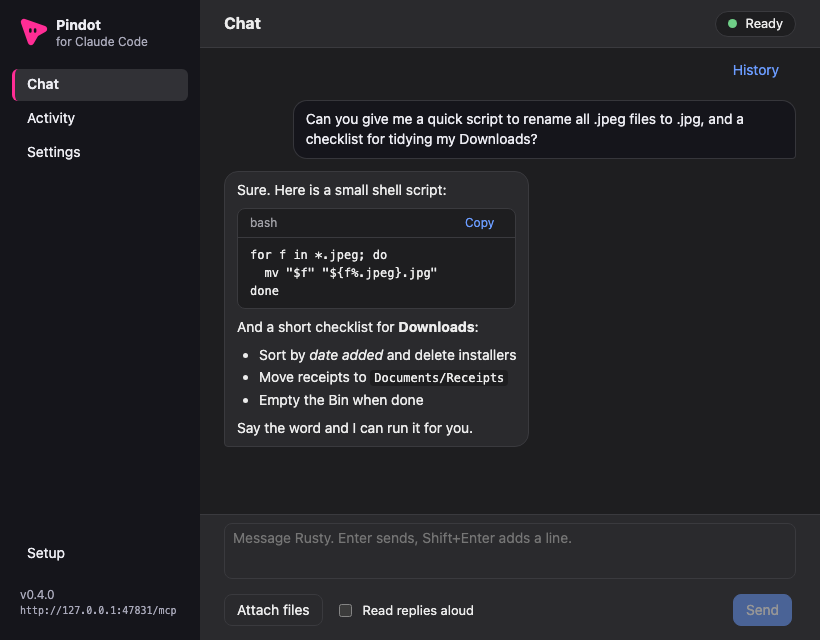 Pindot
for Claude Code
Chat
Activity
Settings
Setup
v0.4.0
http://127.0.0.1:47831/mcp
Chat
Ready
History
Can you give me a quick script to rename all .jpeg files to .jpg, and a
checklist for tidying my Downloads?
Sure. Here is a small shell script:
bash
Copy
for f in *.jpeg; do
  mv "$f" "${f%.jpeg}.jpg"
done
And a short checklist for Downloads:
• Sort by date added and delete installers
• Move receipts to Documents/Receipts
• Empty the Bin when done
Say the word and I can run it for you.
Message Rusty. Enter sends, Shift+Enter adds a line.
Attach files
Read replies aloud
Send